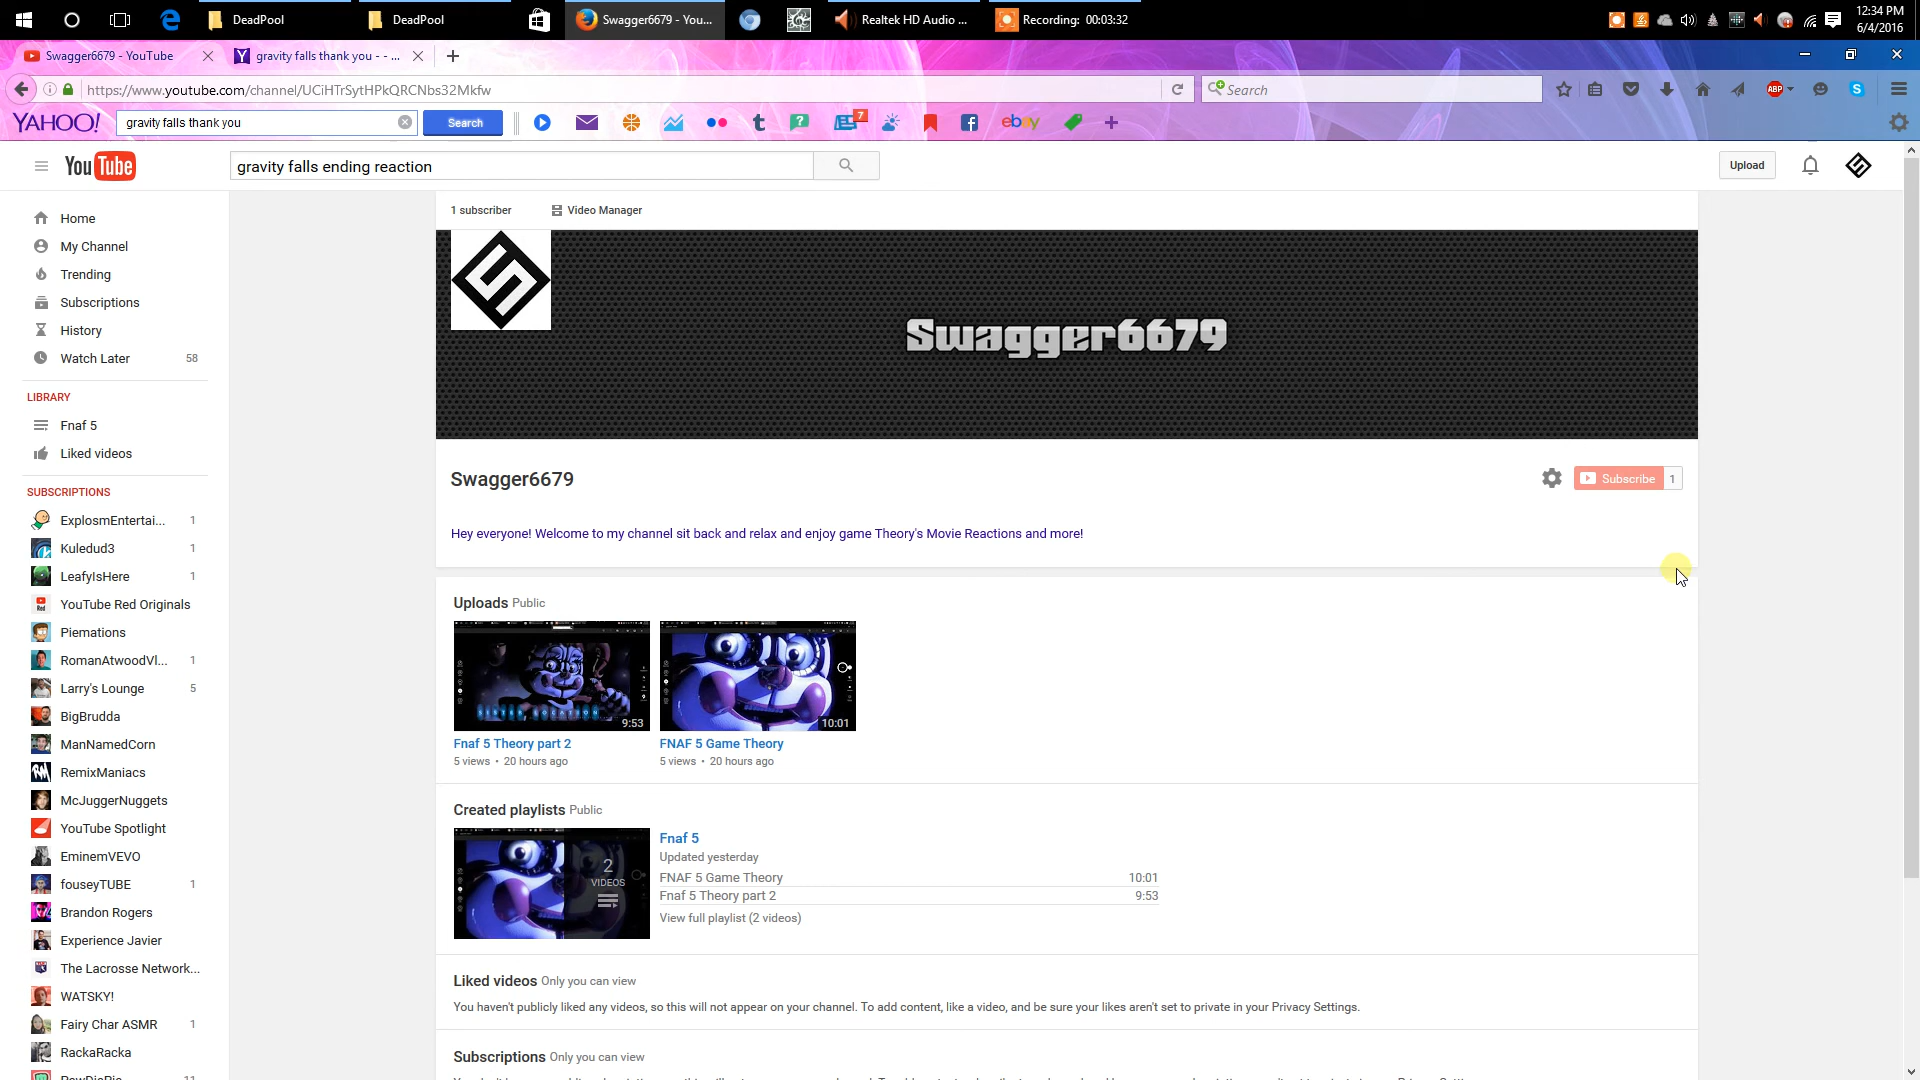 DeadPool
DeadPool
Swagger6679 - You...
Realtek HD Audio ...
Recording: 00:03:32
12:34 PM
6/4/2016
Swagger6679 - YouTube
gravity falls thank you - - ...
https://www.youtube.com/channel/UCiHTrSytHPkQRCNbs32Mkfw
Search
ABP
YAHOO!
gravity falls thank you
Search
7
ebay
YouTube
gravity falls ending reaction
Upload
1 subscriber
Video Manager
Home
My Channel
Trending
Subscriptions
History
Watch Later 58
LIBRARY
Fnaf 5
Liked videos
SUBSCRIPTIONS
ExplosmEntertai... 1
Kuledud3 1
LeafyIsHere 1
YouTube Red Originals
Piemations
RomanAtwoodVl... 1
Larry's Lounge 5
BigBrudda
ManNamedCorn
RemixManiacs
McJuggerNuggets
YouTube Spotlight
EminemVEVO
fouseyTUBE 1
Brandon Rogers
Experience Javier
The Lacrosse Network...
WATSKY!
Fairy Char ASMR 1
RackaRacka
Swagger6679
Swagger6679
Subscribe 1
Hey everyone! Welcome to my channel sit back and relax and enjoy game Theory's Movie Reactions and more!
Uploads Public
SISTER LOCATION
9:53
10:01
Fnaf 5 Theory part 2
5 views • 20 hours ago
FNAF 5 Game Theory
5 views • 20 hours ago
Created playlists Public
2
VIDEOS
Fnaf 5
Updated yesterday
FNAF 5 Game Theory 10:01
Fnaf 5 Theory part 2 9:53
View full playlist (2 videos)
Liked videos Only you can view
You haven't publicly liked any videos, so this will not appear on your channel. To add content, like a video, and be sure your likes aren't set to private in your Privacy Settings.
Subscriptions Only you can view